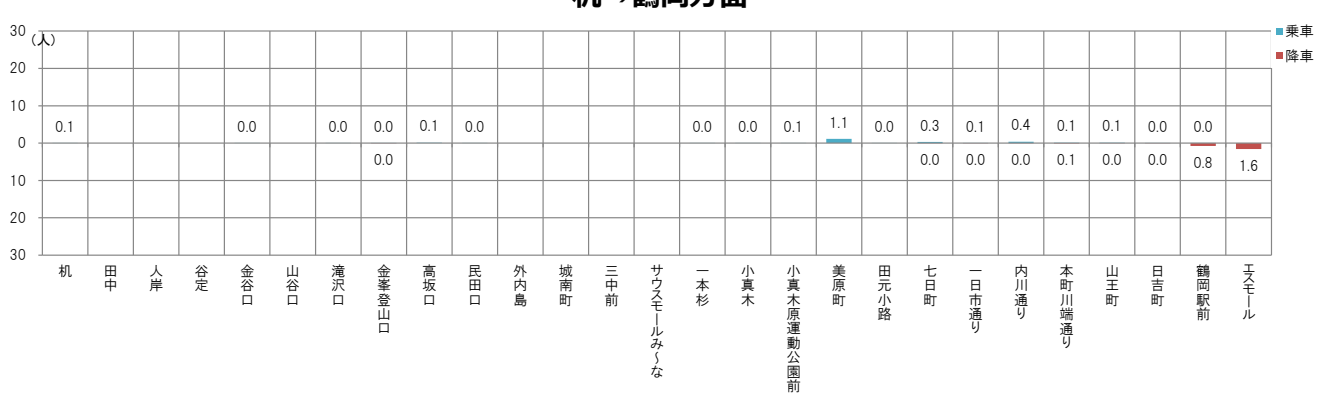 30
(人)
20
10
0
10
20
30
乗車
降車
0.1 0.0 0.0 0.0 0.1 0.0 0.0 0.0 0.1 1.1 0.0 0.3 0.1 0.4 0.1 0.1 0.0 0.0
0.0 0.0 0.0 0.0 0.1 0.0 0.0 0.8 1.6
机
田中
人岸
谷定
金谷口
山谷口
滝沢口
金峯登山口
高坂口
民田口
外内島
城南町
三中前
サウスモールみ～な
一本杉
小真木
小真木原運動公園前
美原町
田元小路
七日町
一日市通り
内川通り
本町川端通り
山王町
日吉町
鶴岡駅前
エスモール